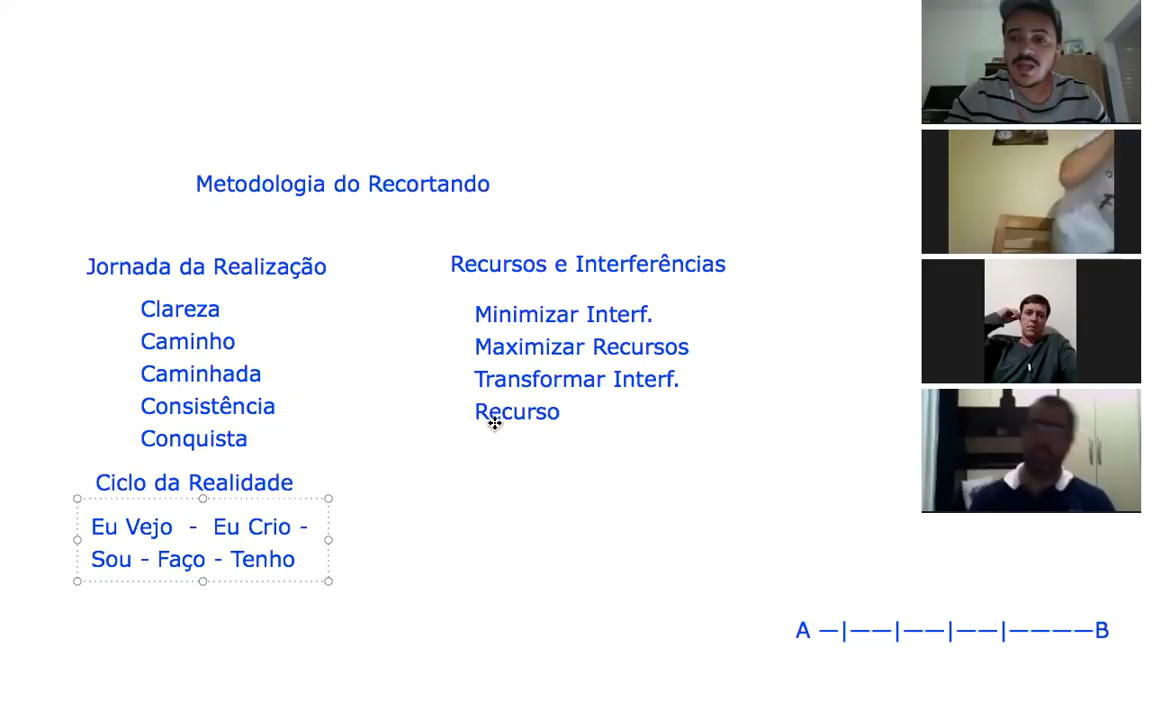 Metodologia do Recortando
Jornada da Realização
Clareza
Caminho
Caminhada
Consistência
Conquista
Ciclo da Realidade
Eu Vejo - Eu Crio -
Sou - Faço - Tenho
Recursos e Interferências
Minimizar Interf.
Maximizar Recursos
Transformar Interf.
Recurso
A —|——|——|——|————B